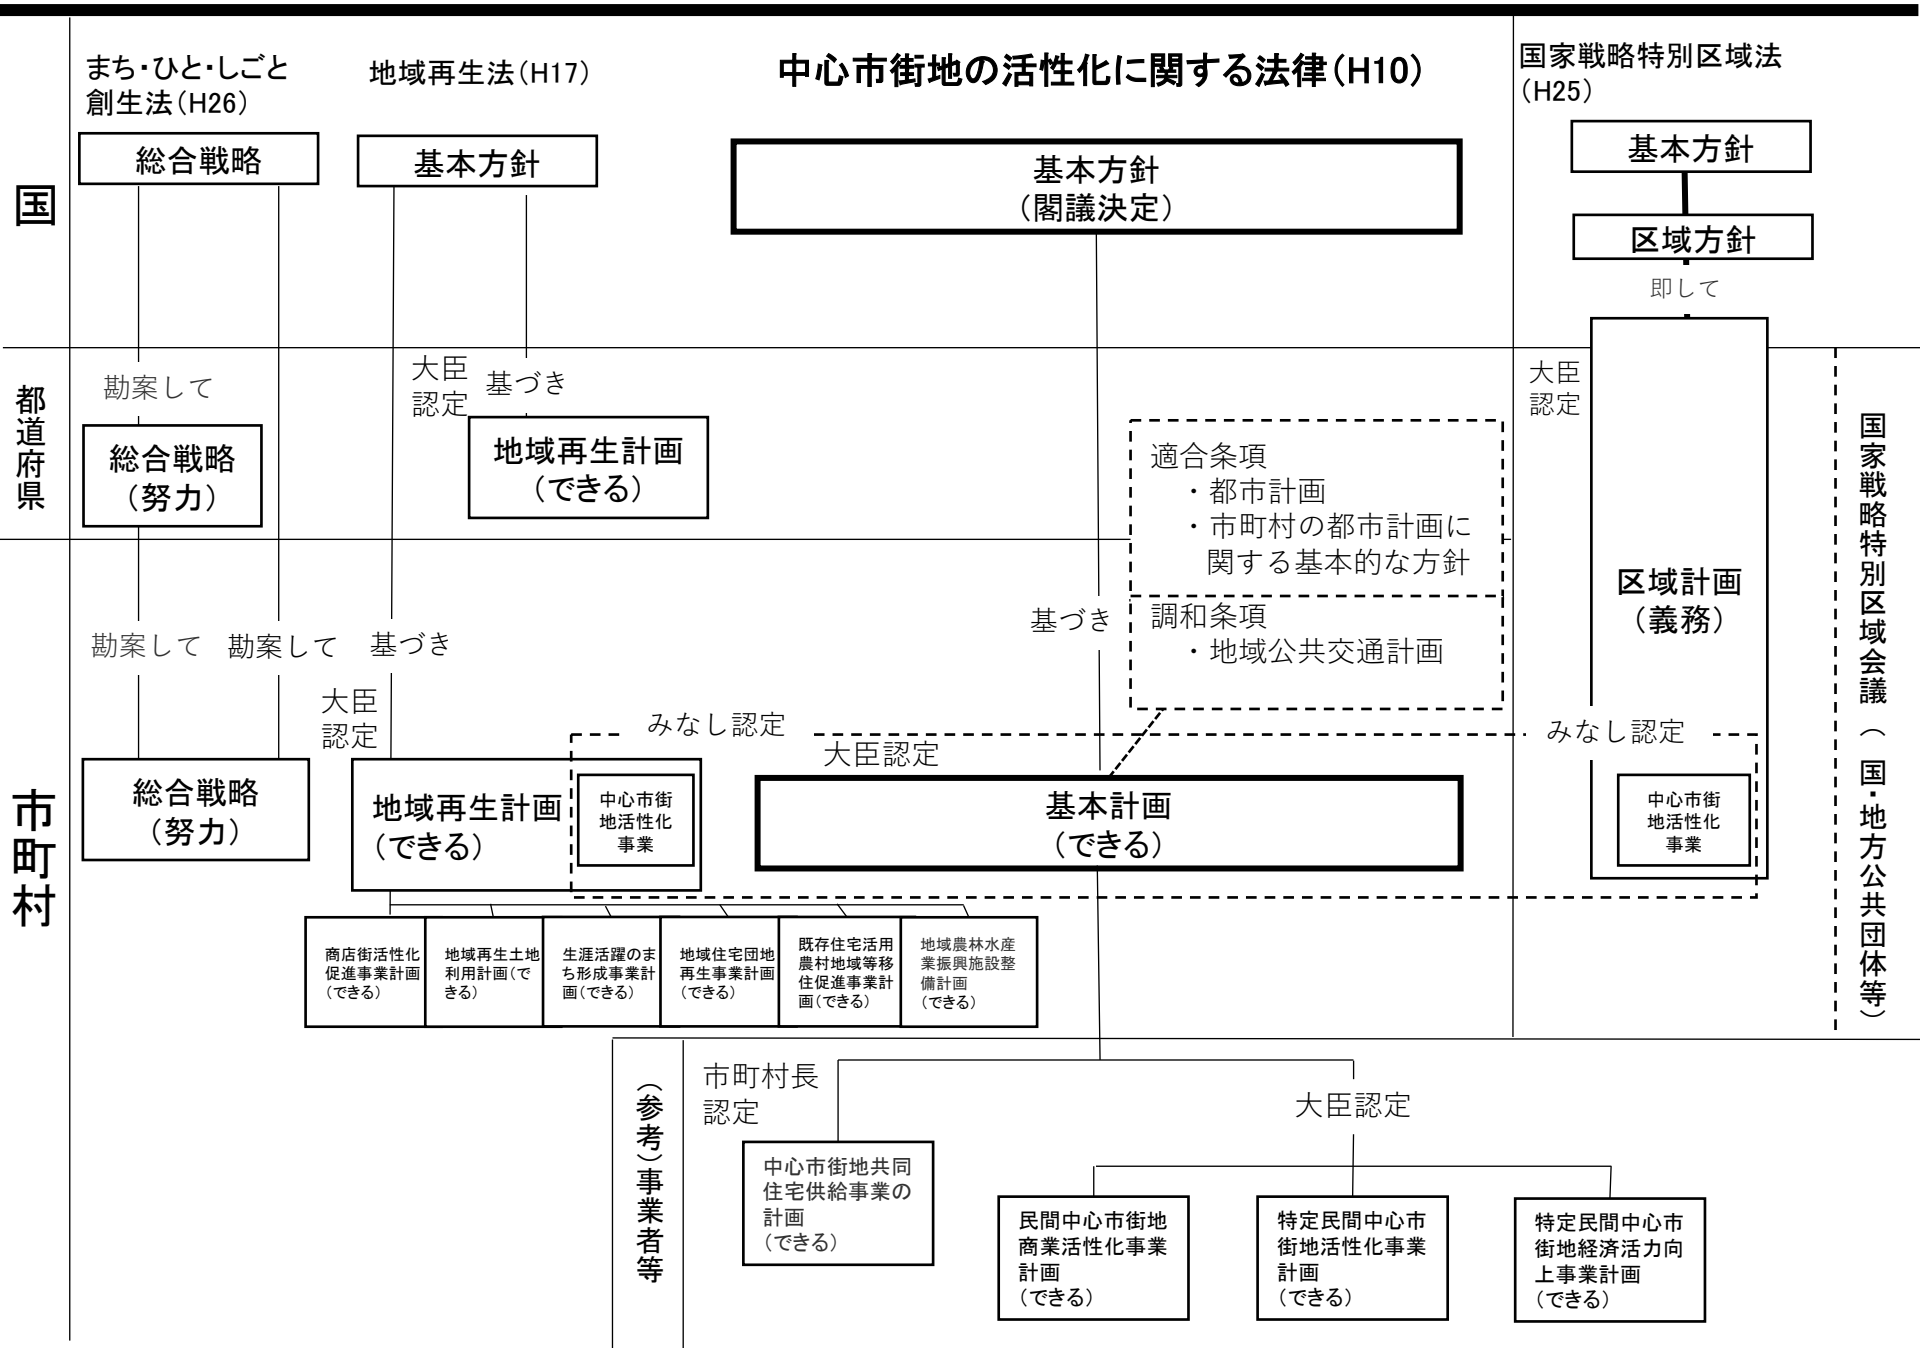 まち・ひと・しごと
創生法(H26)
地域再生法(H17)
中心市街地の活性化に関する法律(H10)
国家戦略特別区域法
(H25)
国
総合戦略
基本方針
基本方針
(閣議決定)
基本方針
区域方針
即して
都道府県
勘案して
大臣
認定
基づき
大臣
認定
総合戦略
(努力)
地域再生計画
(できる)
適合条項
・都市計画
・市町村の都市計画に
関する基本的な方針
調和条項
・地域公共交通計画
区域計画
(義務)
国家戦略特別区域会議(国・地方公共団体等)
市町村
勘案して
勘案して
基づき
基づき
大臣
認定
みなし認定
大臣認定
みなし認定
総合戦略
(努力)
地域再生計画
(できる)
中心市街
地活性化
事業
基本計画
(できる)
中心市街
地活性化
事業
商店街活性化
促進事業計画
(できる)
地域再生土地
利用計画(で
きる)
生涯活躍のま
ち形成事業計
画(できる)
地域住宅団地
再生事業計画
(できる)
既存住宅活用
農村地域等移
住促進事業計
画(できる)
地域農林水産
業振興施設整
備計画
(できる)
(参考)事業者等
市町村長
認定
大臣認定
中心市街地共同
住宅供給事業の
計画
(できる)
民間中心市街地
商業活性化事業
計画
(できる)
特定民間中心市
街地活性化事業
計画
(できる)
特定民間中心市
街地経済活力向
上事業計画
(できる)